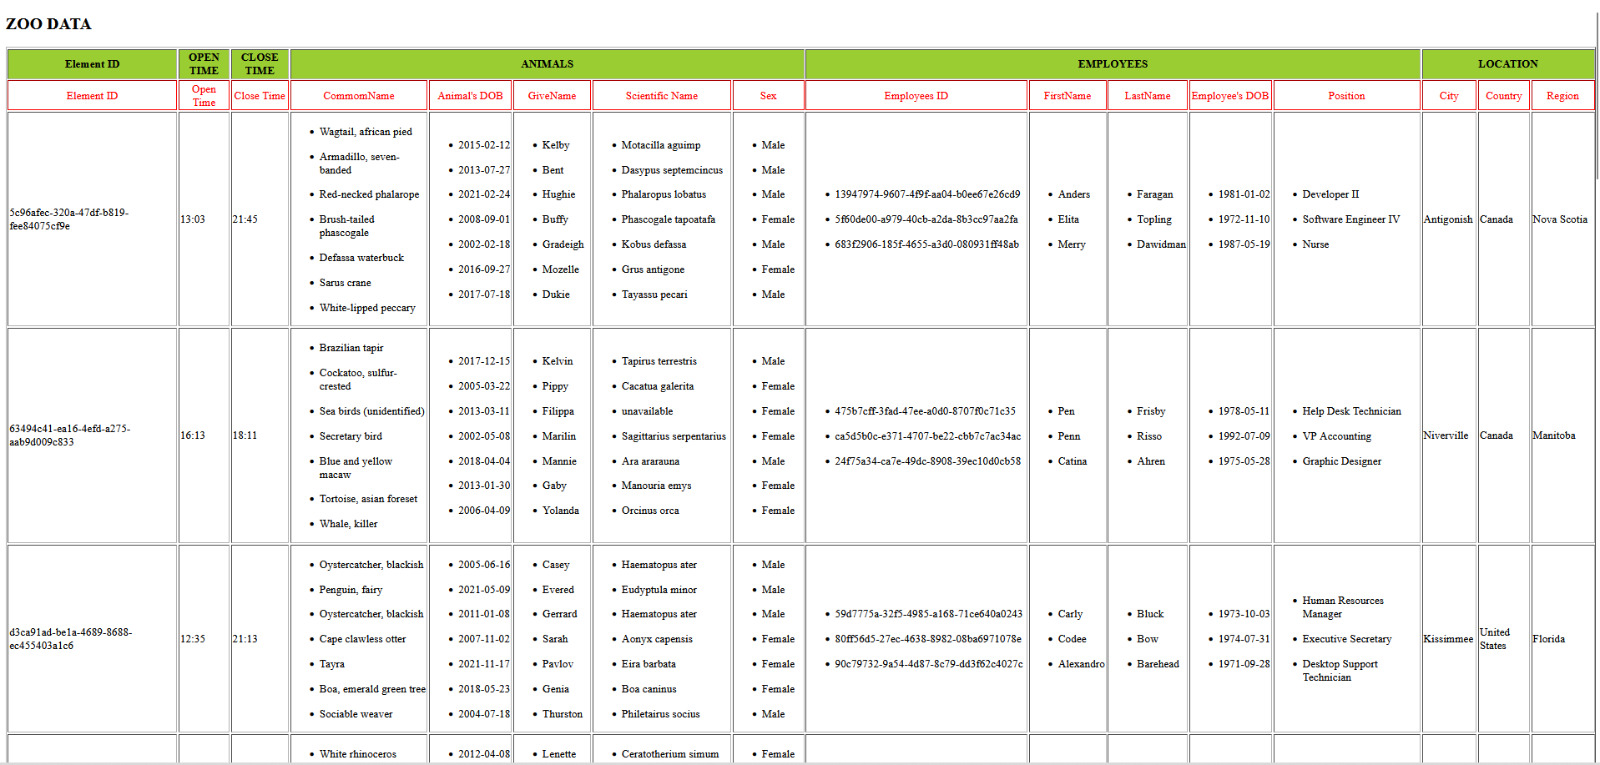 ZOO DATA
Element ID OPEN TIME CLOSE TIME ANIMALS EMPLOYEES LOCATION
Element ID Open Time Close Time CommomName Animal's DOB GiveName Scientific Name Sex Employees ID FirstName LastName Employee's DOB Position City Country Region
5c96afec-320a-47df-b819-
fee84075cf9e
13:03
21:45
Wagtail, african pied
Armadillo, seven-
banded
Red-necked phalarope
Brush-tailed
phascogale
Defassa waterbuck
Sarus crane
White-lipped peccary
2015-02-12
2013-07-27
2021-02-24
2008-09-01
2002-02-18
2016-09-27
2017-07-18
Kelby
Bent
Hughie
Buffy
Gradeigh
Mozelle
Dukie
Motacilla aguimp
Dasypus septemcincus
Phalaropus lobatus
Phascogale tapoatafa
Kobus defassa
Grus antigone
Tayassu pecari
Male
Male
Male
Female
Male
Female
Male
13947974-9607-4f9f-aa04-b0ee67e26cd9
5f60de00-a979-40cb-a2da-8b3cc97aa2fa
683f2906-185f-4655-a3d0-080931ff48ab
Anders
Elita
Merry
Faragan
Topling
Dawidman
1981-01-02
1972-11-10
1987-05-19
Developer II
Software Engineer IV
Nurse
Antigonish
Canada
Nova Scotia
63494c41-ea16-4efd-a275-
aab9d009c833
16:13
18:11
Brazilian tapir
Cockatoo, sulfur-
crested
Sea birds (unidentified)
Secretary bird
Blue and yellow
macaw
Tortoise, asian foreset
Whale, killer
2017-12-15
2005-03-22
2013-03-11
2002-05-08
2018-04-04
2013-01-30
2006-04-09
Kelvin
Pippy
Filippa
Marilin
Mannie
Gaby
Yolanda
Tapirus terrestris
Cacatua galerita
unavailable
Sagittarius serpentarius
Ara ararauna
Manouria emys
Orcinus orca
Male
Female
Female
Female
Male
Female
Female
475b7cff-3fad-47ee-a0d0-8707f0c71c35
ca5d5b0c-e371-4707-be22-cbb7c7ac34ac
24f75a34-ca7e-49dc-8908-39ec10d0cb58
Pen
Penn
Catina
Frisby
Risso
Ahren
1978-05-11
1992-07-09
1975-05-28
Help Desk Technician
VP Accounting
Graphic Designer
Niverville
Canada
Manitoba
d3ca91ad-be1a-4689-8688-
ec455403a1c6
12:35
21:13
Oystercatcher, blackish
Penguin, fairy
Oystercatcher, blackish
Cape clawless otter
Tayra
Boa, emerald green tree
Sociable weaver
2005-06-16
2021-05-09
2011-01-08
2007-11-02
2021-11-17
2018-05-23
2004-07-18
Casey
Evered
Gerrard
Sarah
Pavlov
Genia
Thurston
Haematopus ater
Eudyptula minor
Haematopus ater
Aonyx capensis
Eira barbata
Boa caninus
Philetairus socius
Male
Male
Male
Female
Female
Female
Male
59d7775a-32f5-4985-a168-71ce640a0243
80ff56d5-27ec-4638-8982-08ba6971078e
90c79732-9a54-4d87-8c79-dd3f62c4027c
Carly
Codee
Alexandro
Bluck
Bow
Barehead
1973-10-03
1974-07-31
1971-09-28
Human Resources
Manager
Executive Secretary
Desktop Support
Technician
Kissimmee
United
States
Florida
White rhinoceros
2012-04-08
Lenette
Ceratotherium simum
Female